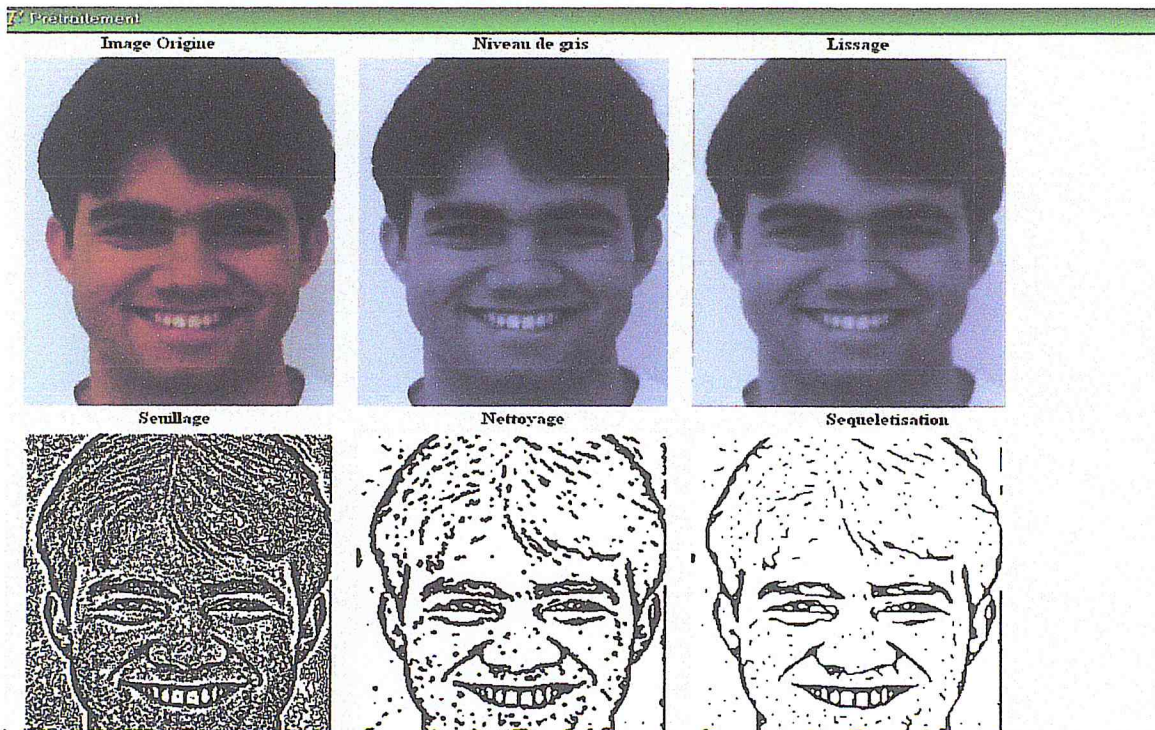 Prétraitement
Image Origine
Niveau de gris
Lissage
Seuillage
Nettoyage
Sequeletisation